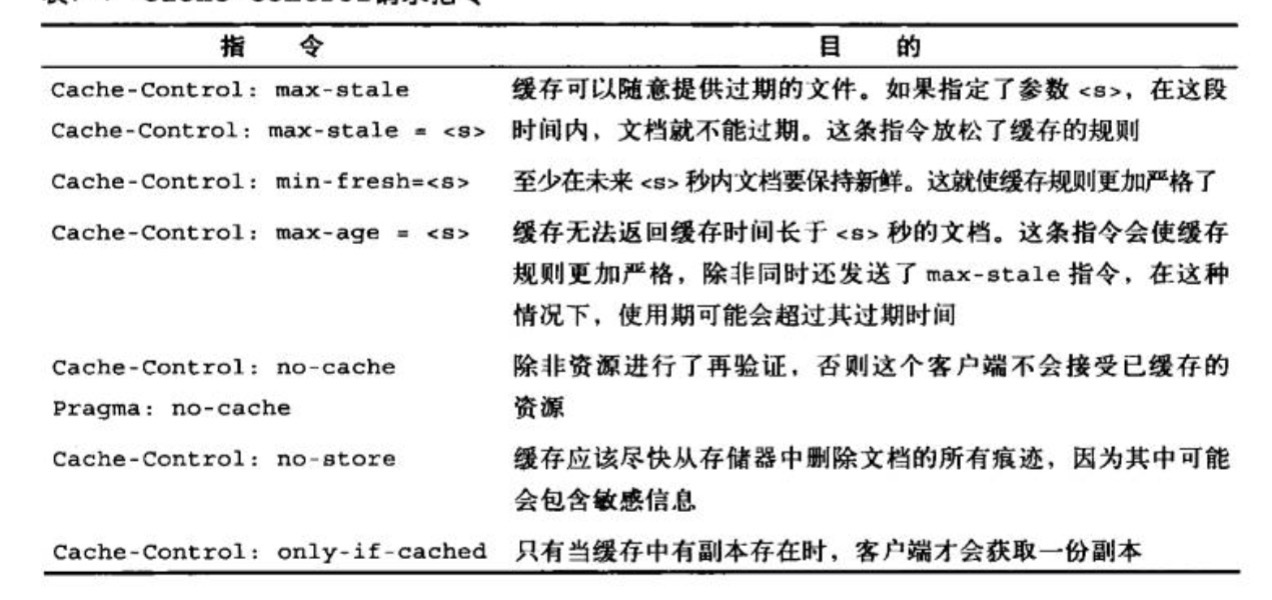 Cache-Control请求指令
指 令 目 的
Cache-Control: max-stale 缓存可以随意提供过期的文件。如果指定了参数 <s>，在这段
Cache-Control: max-stale = <s> 时间内，文档就不能过期。这条指令放松了缓存的规则
Cache-Control: min-fresh=<s> 至少在未来 <s> 秒内文档要保持新鲜。这就使缓存规则更加严格了
Cache-Control: max-age = <s> 缓存无法返回缓存时间长于 <s> 秒的文档。这条指令会使缓存
规则更加严格，除非同时还发送了 max-stale 指令，在这种
情况下，使用期可能会超过其过期时间
Cache-Control: no-cache 除非资源进行了再验证，否则这个客户端不会接受已缓存的
Pragma: no-cache 资源
Cache-Control: no-store 缓存应该尽快从存储器中删除文档的所有痕迹，因为其中可能
会包含敏感信息
Cache-Control: only-if-cached 只有当缓存中有副本存在时，客户端才会获取一份副本